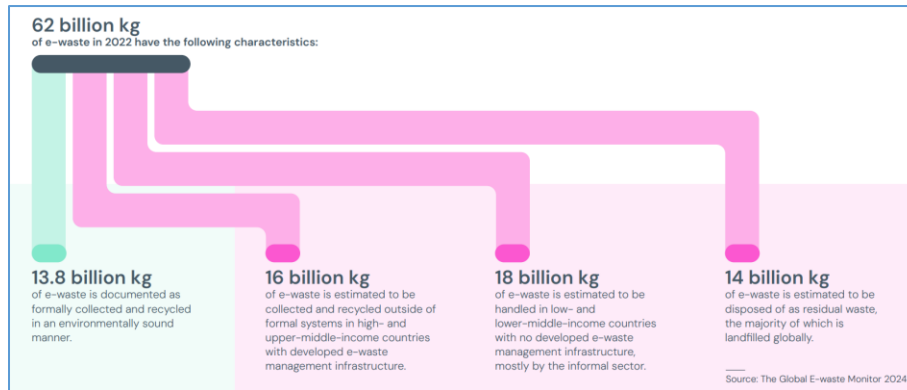 62 billion kg
of e-waste in 2022 have the following characteristics:
13.8 billion kg
of e-waste is documented as
formally collected and recycled
in an environmentally sound
manner.
16 billion kg
of e-waste is estimated to be
collected and recycled outside of
formal systems in high- and
upper-middle-income countries
with developed e-waste
management infrastructure.
18 billion kg
of e-waste is estimated to be
handled in low- and
lower-middle-income countries
with no developed e-waste
management infrastructure,
mostly by the informal sector.
14 billion kg
of e-waste is estimated to be
disposed of as residual waste,
the majority of which is
landfilled globally.
Source: The Global E-waste Monitor 2024